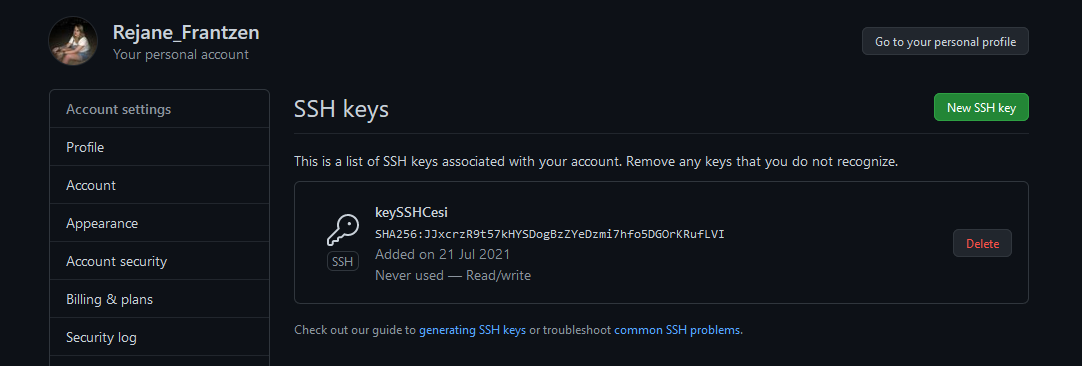 Rejane_Frantzen
Your personal account
Go to your personal profile
Account settings
Profile
Account
Appearance
Account security
Billing & plans
Security log
SSH keys
New SSH key
This is a list of SSH keys associated with your account. Remove any keys that you do not recognize.
keySSHCesi
SHA256:JJxcrzR9t57kHYSDogBzZYeDzmi7hfo5DGOrKRufLVI
Added on 21 Jul 2021
Never used — Read/write
SSH
Delete
Check out our guide to generating SSH keys or troubleshoot common SSH problems.